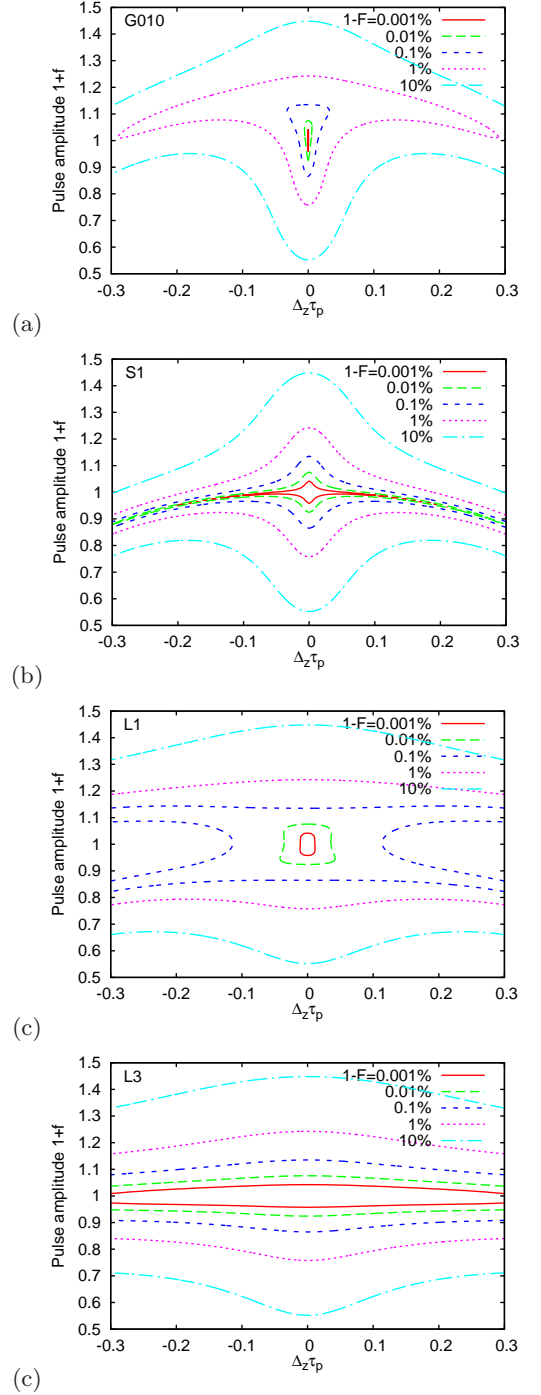 G010
1-F=0.001%
0.01%
0.1%
1%
10%
Pulse amplitude 1+f
1.5
1.4
1.3
1.2
1.1
1
0.9
0.8
0.7
0.6
0.5
-0.3 -0.2 -0.1 0 0.1 0.2 0.3
Δzτp
(a)
S1
1-F=0.001%
0.01%
0.1%
1%
10%
Pulse amplitude 1+f
1.5
1.4
1.3
1.2
1.1
1
0.9
0.8
0.7
0.6
0.5
-0.3 -0.2 -0.1 0 0.1 0.2 0.3
Δzτp
(b)
L1
1-F=0.001%
0.01%
0.1%
1%
10%
Pulse amplitude 1+f
1.5
1.4
1.3
1.2
1.1
1
0.9
0.8
0.7
0.6
0.5
-0.3 -0.2 -0.1 0 0.1 0.2 0.3
Δzτp
(c)
L3
1-F=0.001%
0.01%
0.1%
1%
10%
Pulse amplitude 1+f
1.5
1.4
1.3
1.2
1.1
1
0.9
0.8
0.7
0.6
0.5
-0.3 -0.2 -0.1 0 0.1 0.2 0.3
Δzτp
(c)